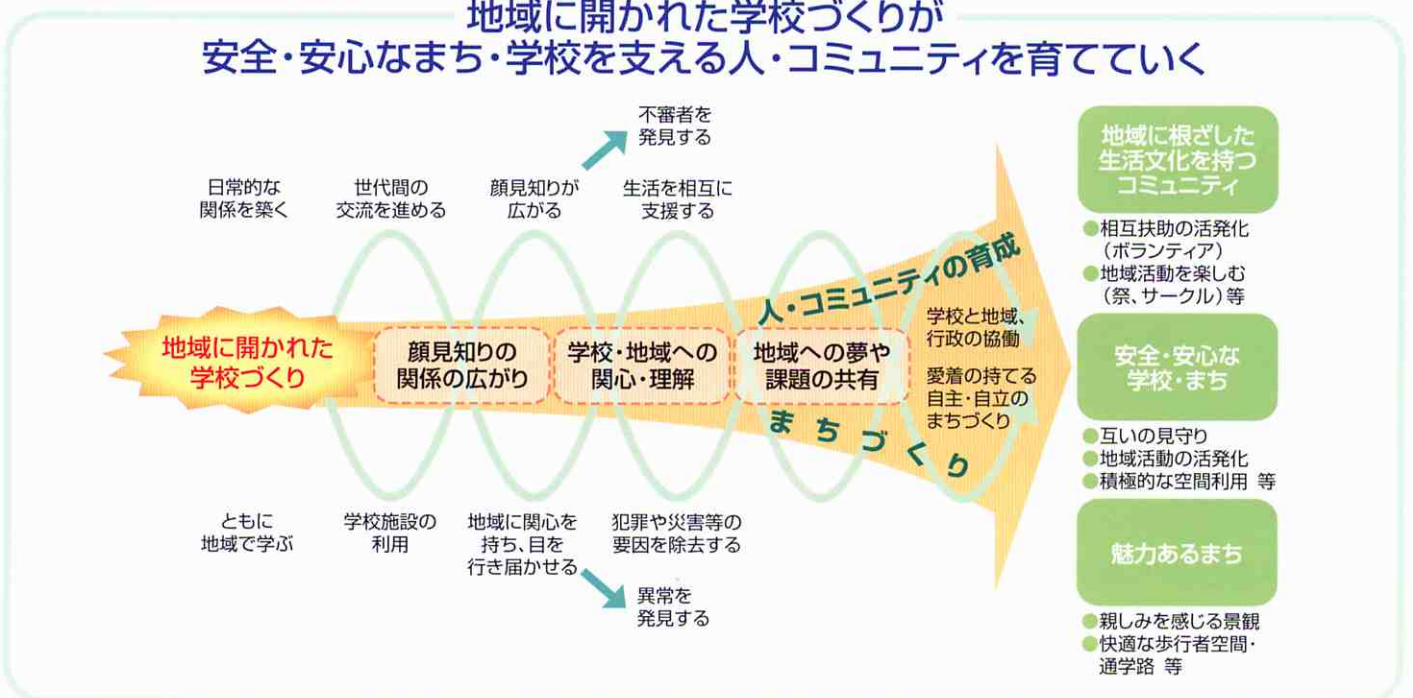 地域に開かれた学校づくりが
安全・安心なまち・学校を支える人・コミュニティを育てていく
不審者を
発見する
日常的な
関係を築く
世代間の
交流を進める
顔見知りが
広がる
生活を相互に
支援する
人・コミュニティの育成
地域に開かれた
学校づくり
顔見知りの
関係の広がり
学校・地域への
関心・理解
地域への夢や
課題の共有
学校と地域、
行政の協働
愛着の持てる
自主・自立の
まちづくり
まちづくり
ともに
地域で学ぶ
学校施設の
利用
地域に関心を
持ち、目を
行き届かせる
犯罪や災害等の
要因を除去する
異常を
発見する
地域に根ざした
生活文化を持つ
コミュニティ
●相互扶助の活発化
(ボランティア)
●地域活動を楽しむ
(祭、サークル)等
安全・安心な
学校・まち
●互いの見守り
●地域活動の活発化
●積極的な空間利用 等
魅力あるまち
●親しみを感じる景観
●快適な歩行者空間・
通学路 等